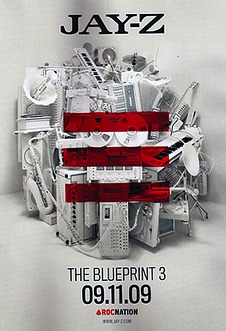 JAY-Z
THE BLUEPRINT 3
09.11.09
ROCNATION
WWW.JAY-Z.COM